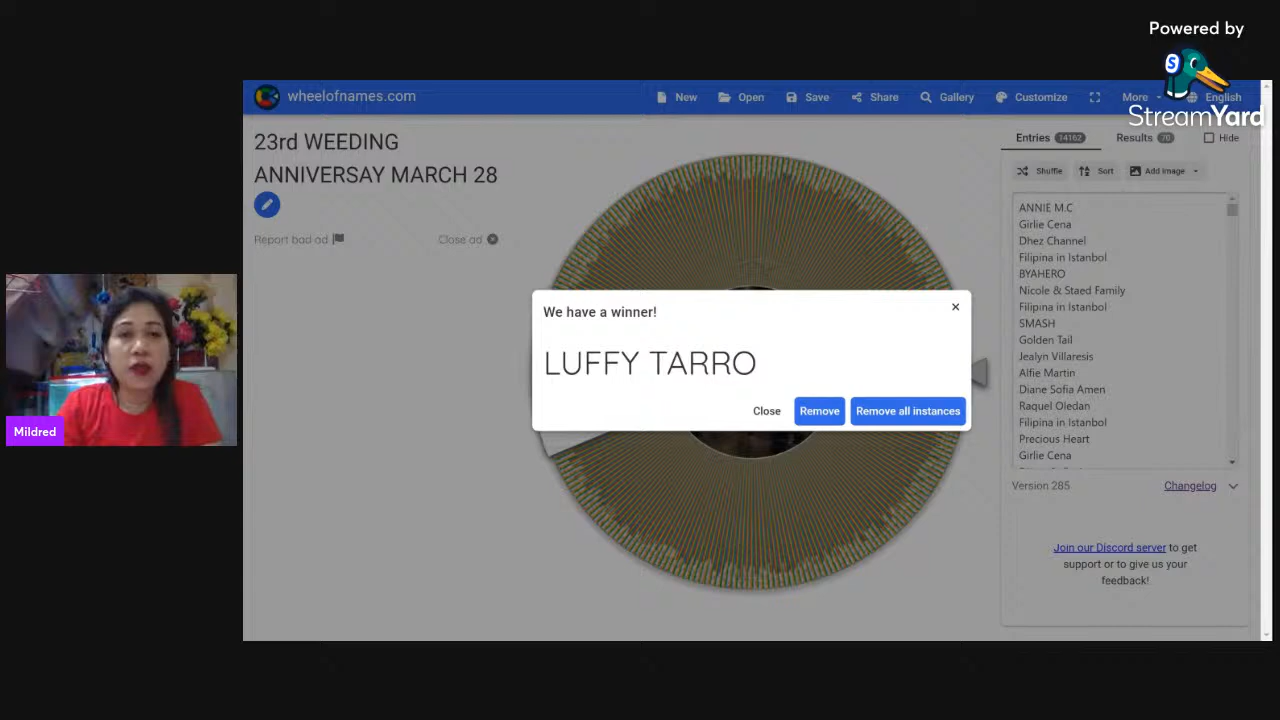 Powered by
StreamYard
wheelofnames.com
New
Open
Save
Share
Gallery
Customize
More
English
23rd WEEDING
ANNIVERSAY MARCH 28
Report bad ad
Close ad
Entries 14162
Results 70
Hide
Shuffle
Sort
Add Image
ANNIE M.C
Girlie Cena
Dhez Channel
Filipina in Istanbol
BYAHERO
Nicole & Staed Family
Filipina in Istanbol
SMASH
Golden Tail
Jealyn Villaresis
Alfie Martin
Diane Sofia Amen
Raquel Oledan
Filipina in Istanbol
Precious Heart
Girlie Cena
We have a winner!
LUFFY TARRO
Close
Remove
Remove all instances
Mildred
Version 285
Changelog
Join our Discord server to get
support or to give us your
feedback!